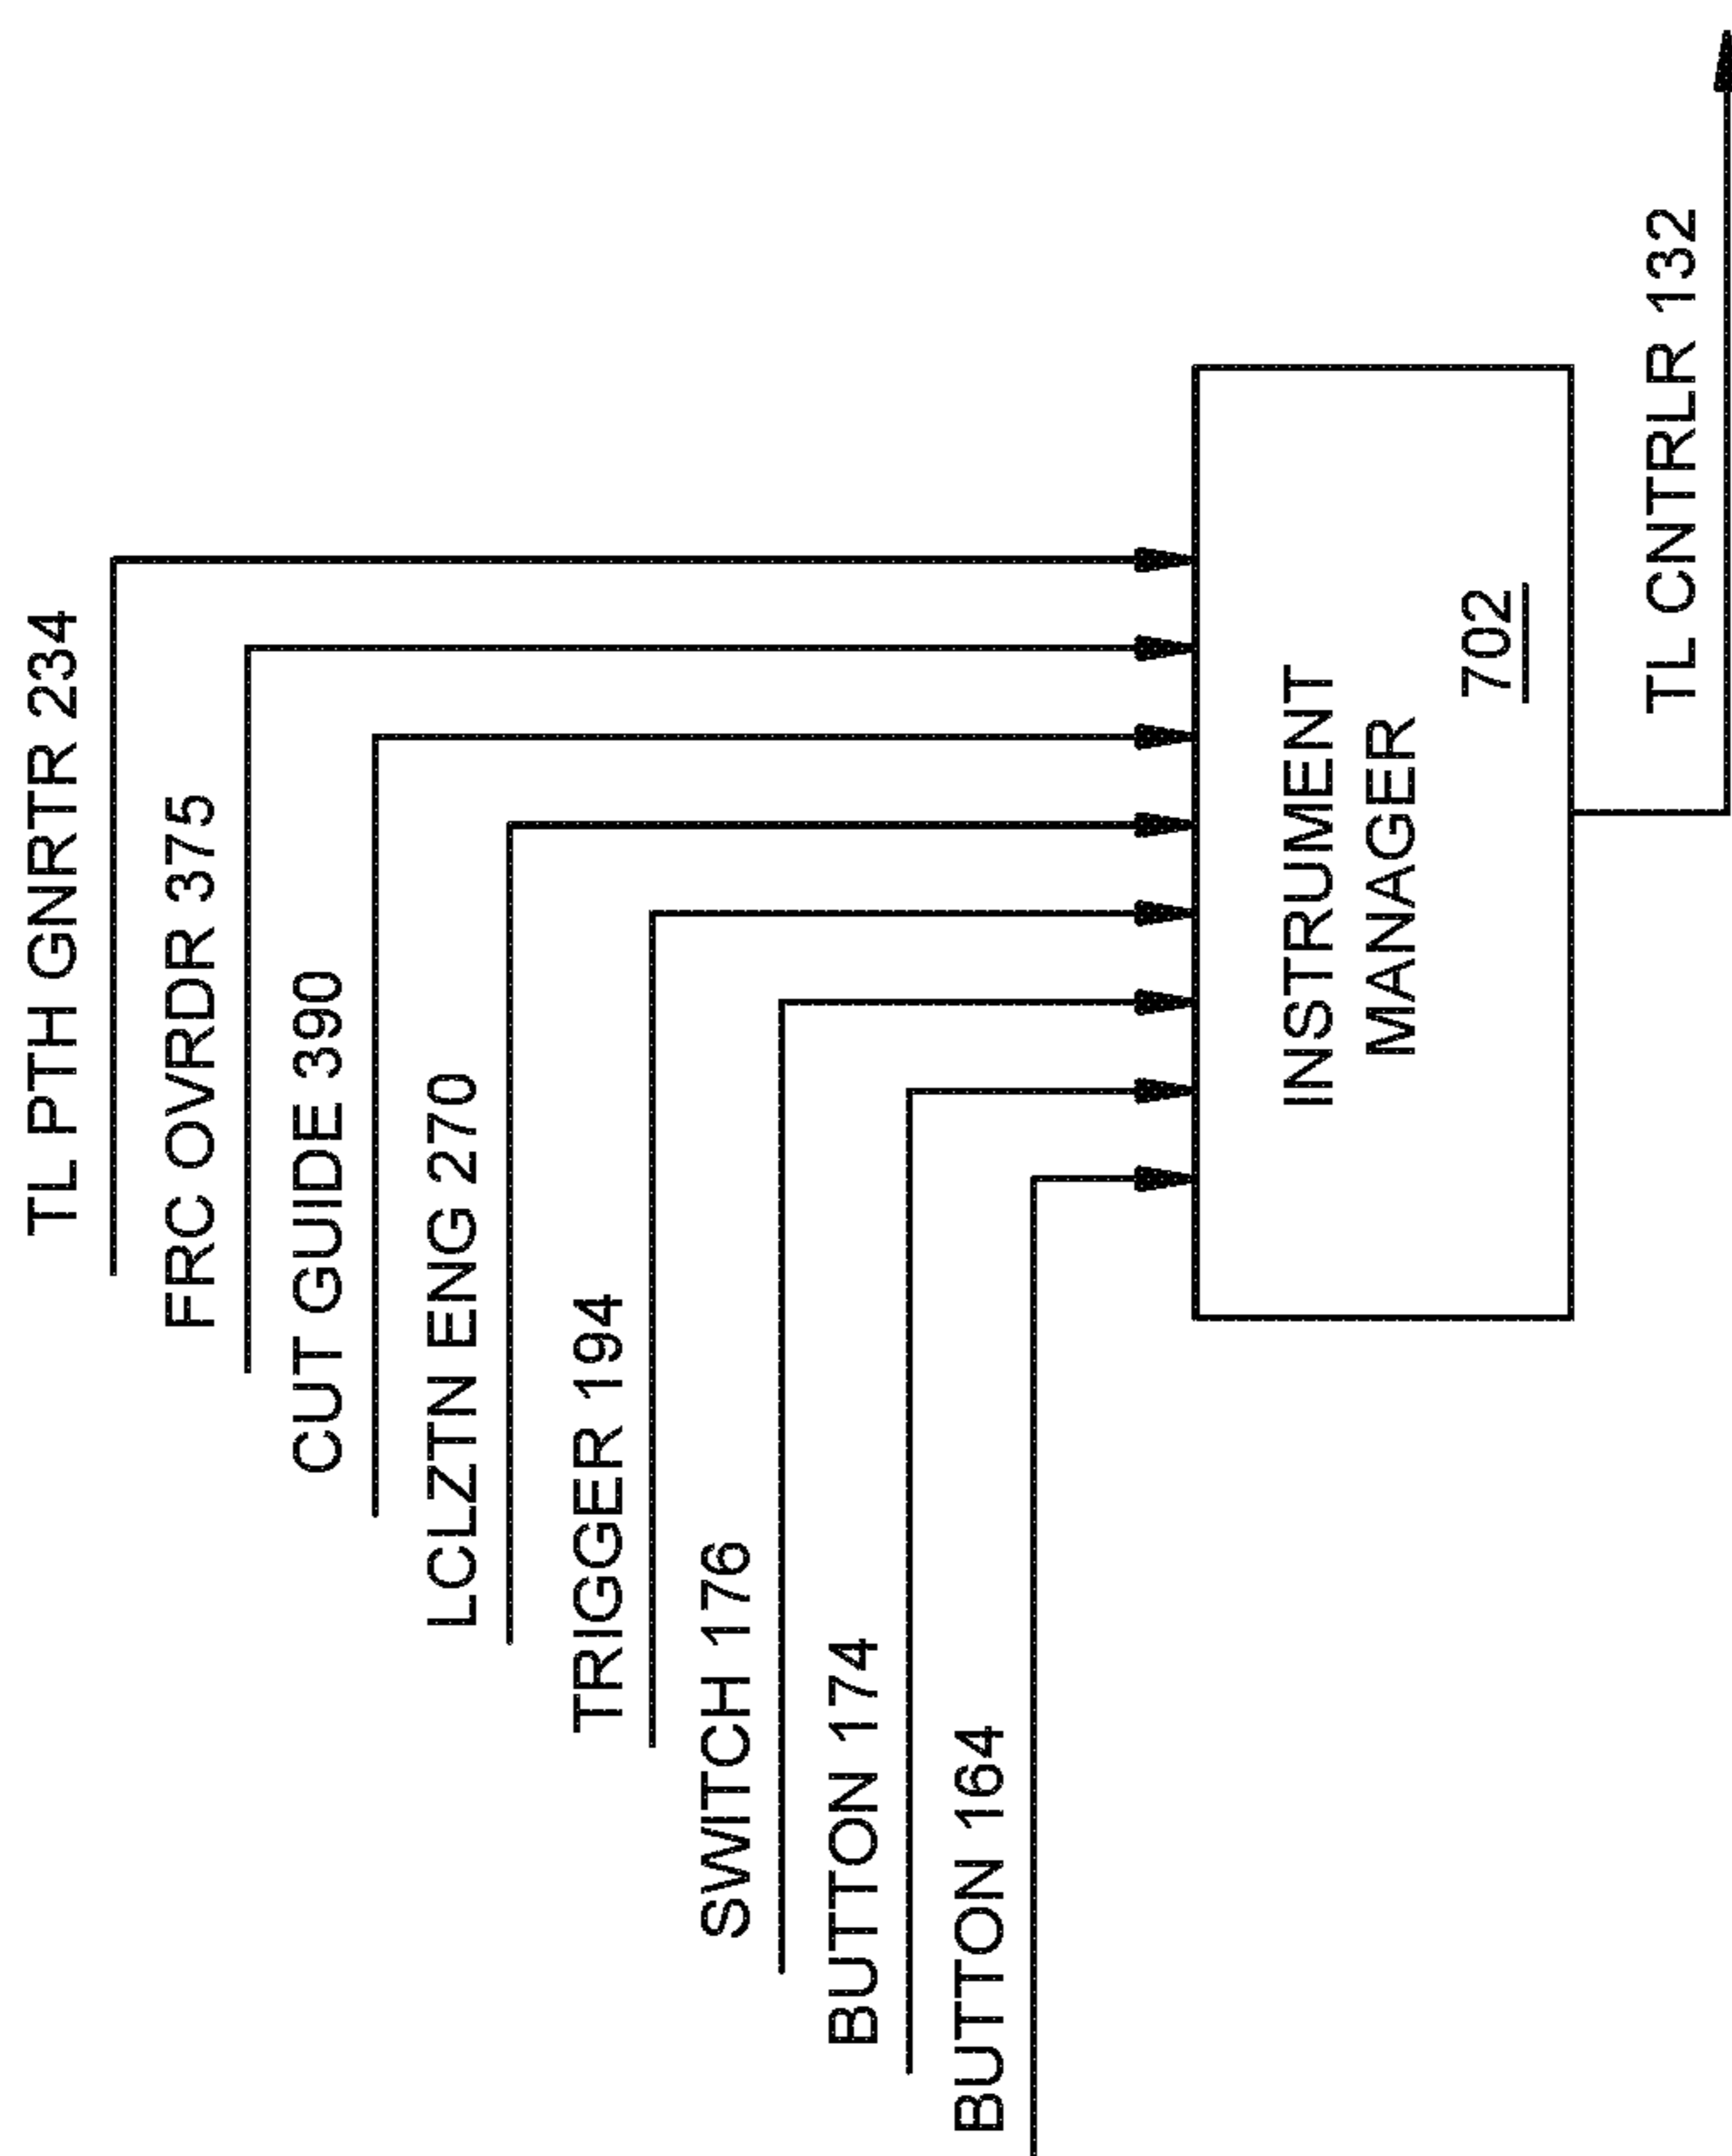 TL PTH GNRTR 234
FRC OVRDR 375
CUT GUIDE 390
LCLZTN ENG 270
TRIGGER 194
SWITCH 176
BUTTON 174
BUTTON 164
INSTRUMENT
MANAGER
702
TL CNTRLR 132